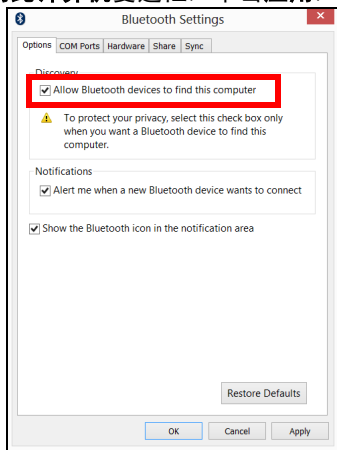 Bluetooth Settings
Options COM Ports Hardware Share Sync
Discovery
Allow Bluetooth devices to find this computer
To protect your privacy, select this check box only
when you want a Bluetooth device to find this
computer.
Notifications
Alert me when a new Bluetooth device wants to connect
Show the Bluetooth icon in the notification area
Restore Defaults
OK Cancel Apply